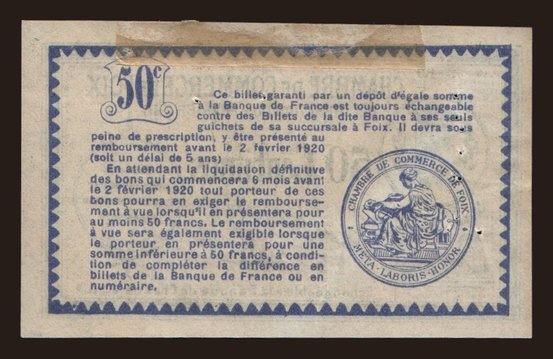 50c
Ce billet, garanti par un dépôt d'égale somme
à la Banque de France est toujours échangeable
contre des Billets de la dite Banque à ses seuls
guichets de sa succursale à Foix. Il devra sous
peine de prescription, y être présenté au
remboursement avant le 2 février 1920
(soit un délai de 5 ans)
En attendant la liquidation définitive
des bons qui commencera 6 mois avant
le 2 février 1920 tout porteur de ces
bons pourra en exiger le rembourse-
ment à vue lorsqu'il en présentera pour
au moins 50 francs. Le remboursement
à vue sera également exigible lorsque
le porteur en présentera pour une
somme inférieure à 50 francs, à condi-
tion de compléter la différence en
billets de la Banque de France ou en
numéraire.
CHAMBRE DE COMMERCE DE FOIX
META-LABORIS-HONOR